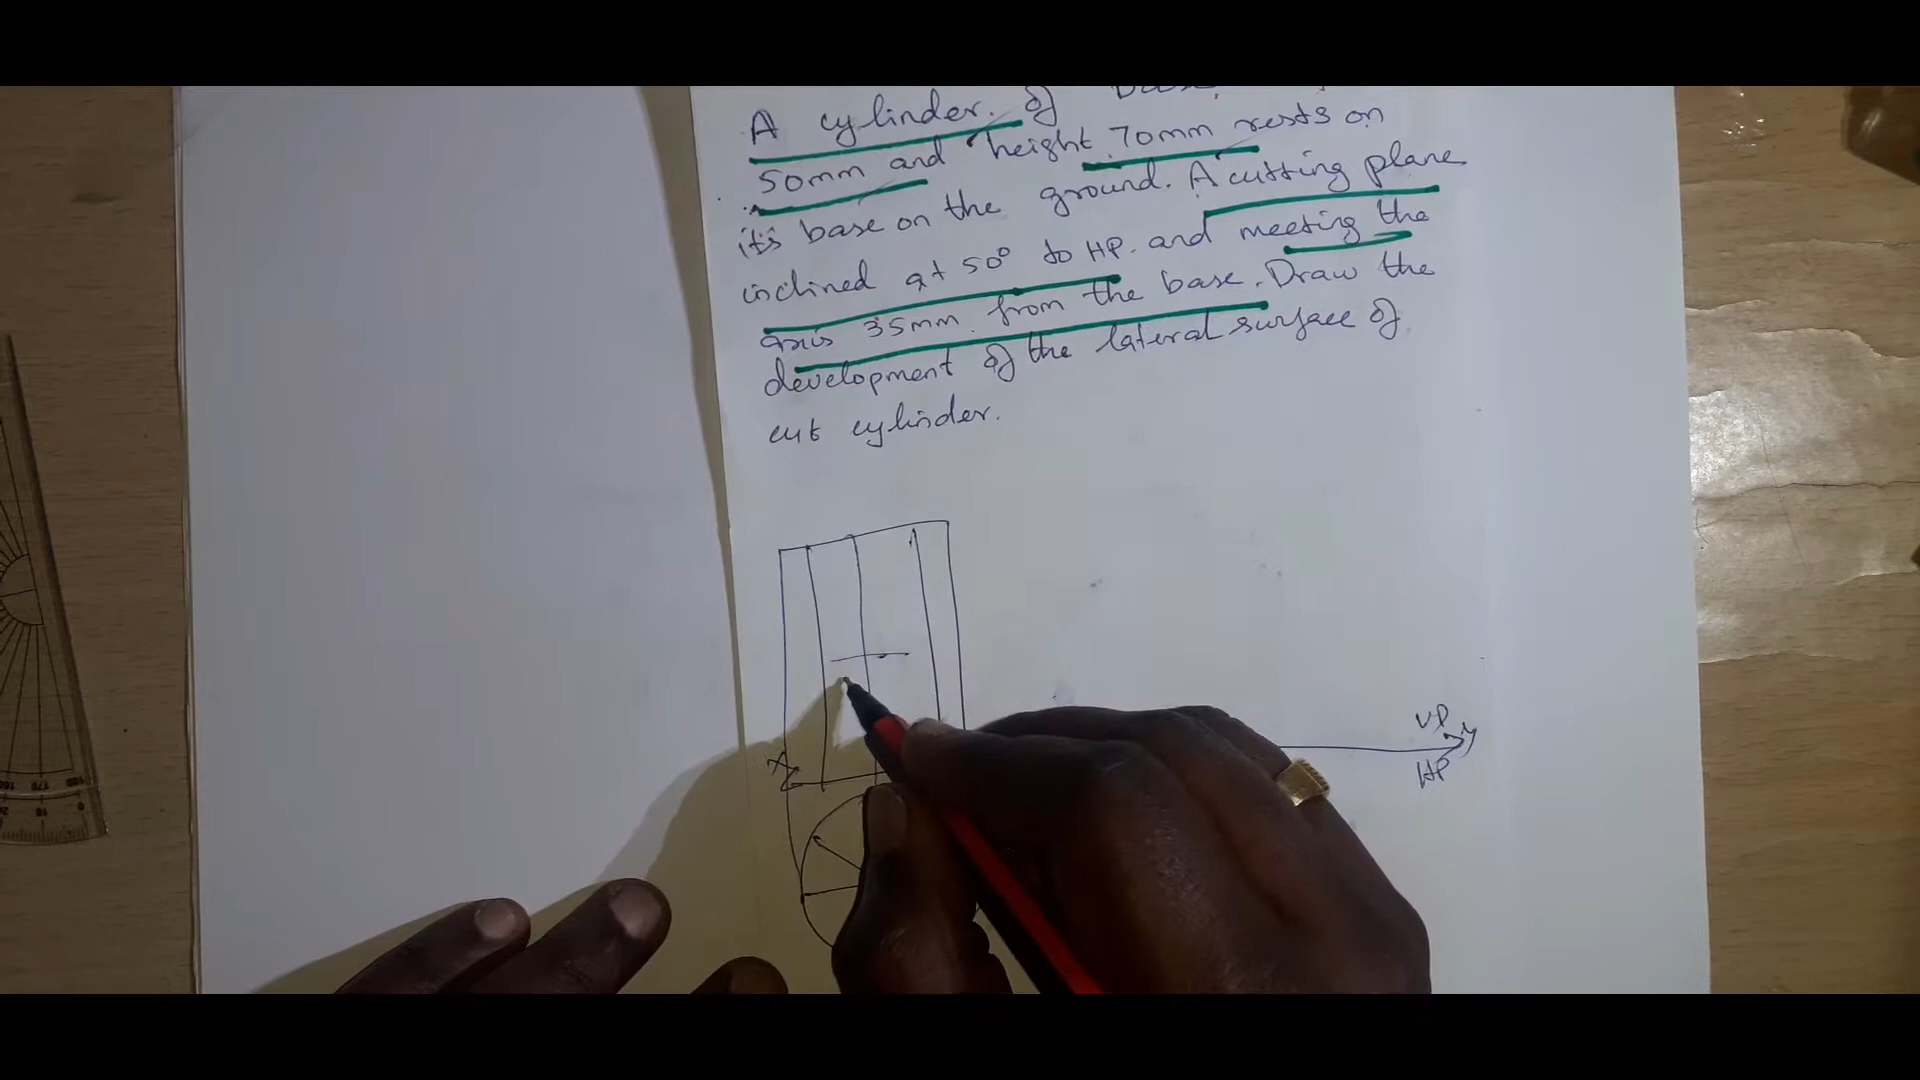 A cylinder. of
50mm and height 70mm rests on
its base on the ground. A cutting plane
inclined at 50° to HP. and meeting the
axis 35mm. from the base. Draw the
development of the lateral surface of
cut cylinder.
VP
X
y
HP